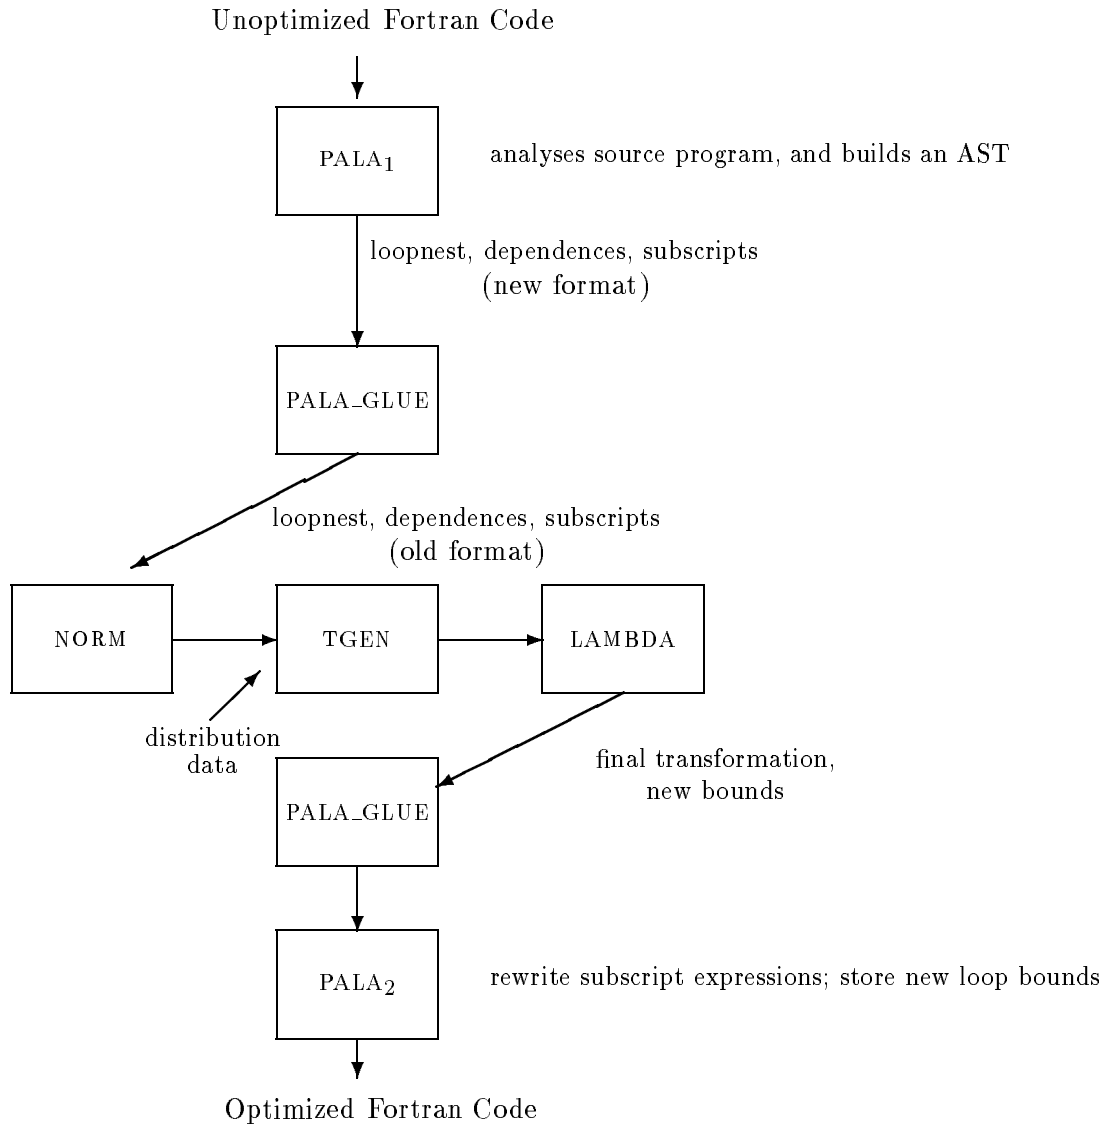 Unoptimized Fortran Code
PALA1
analyses source program, and builds an AST
loopnest, dependences, subscripts
(new format)
PALA_GLUE
loopnest, dependences, subscripts
(old format)
NORM
TGEN
LAMBDA
distribution
data
final transformation,
new bounds
PALA_GLUE
PALA2
rewrite subscript expressions; store new loop bounds
Optimized Fortran Code